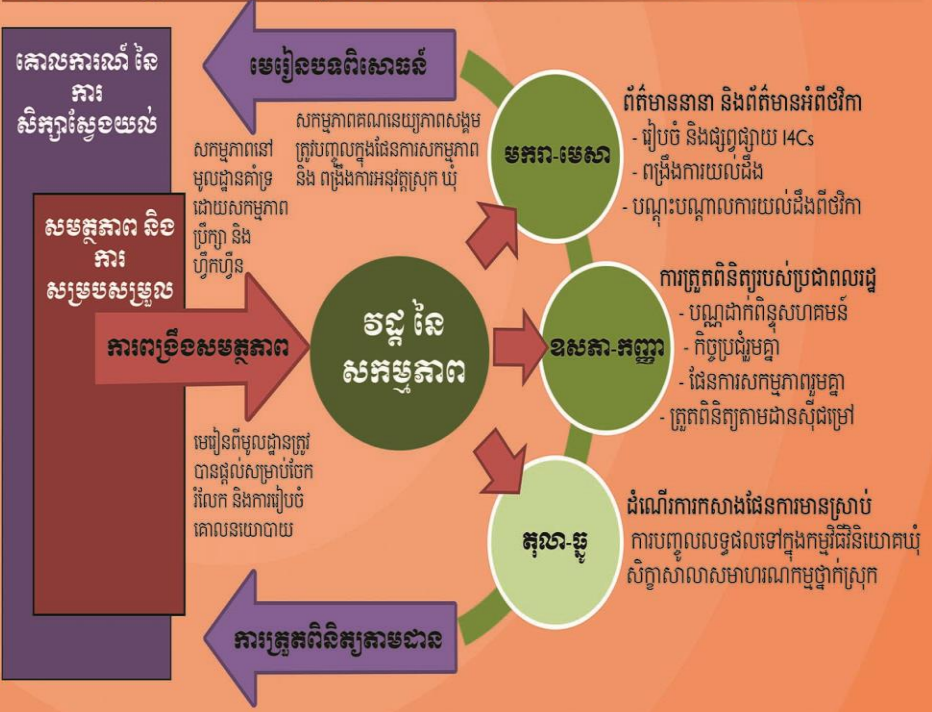 គោលការណ៍ នៃ
ការ
សិក្សាស្វែងយល់
មេរៀនបទពិសោធន៍
សកម្មភាពនៅ
មូលដ្ឋានគាំទ្រ
ដោយសកម្មភាព
ប្រឹក្សា និង
ហ្វឹកហ្វឺន
សកម្មភាពគណនេយ្យភាពសង្គម
ត្រូវបញ្ចូលក្នុងផែនការសកម្មភាព
និង ពង្រឹងការអនុវត្តស្រុក ឃុំ
សមត្ថភាព និង
ការ
សម្របសម្រួល
ការពង្រឹងសមត្ថភាព
វដ្ត នៃ
សកម្មភាព
មេរៀនពីមូលដ្ឋានត្រូវ
បានផ្តល់សម្រាប់ចែក
រំលែក និងការរៀបចំ
គោលនយោបាយ
ការត្រួតពិនិត្យតាមដាន
មករា-មេសា
ព័ត៌មាននានា និងព័ត៌មានអំពីថវិកា
- រៀបចំ និងផ្សព្វផ្សាយ I4Cs
- ពង្រឹងការយល់ដឹង
- បណ្តុះបណ្តាលការយល់ដឹងពីថវិកា
ឧសភា-កញ្ញា
ការត្រួតពិនិត្យរបស់ប្រជាពលរដ្ឋ
- បណ្ណដាក់ពិន្ទុសហគមន៍
- កិច្ចប្រជុំរួមគ្នា
- ផែនការសកម្មភាពរួមគ្នា
- ត្រួតពិនិត្យតាមដានស៊ីជម្រៅ
តុលា-ធ្នូ
ដំណើរការកសាងផែនការមានស្រាប់
ការបញ្ចូលលទ្ធផលទៅក្នុងកម្មវិធីវិនិយោគឃុំ
សិក្ខាសាលាសមាហរណកម្មថ្នាក់ស្រុក